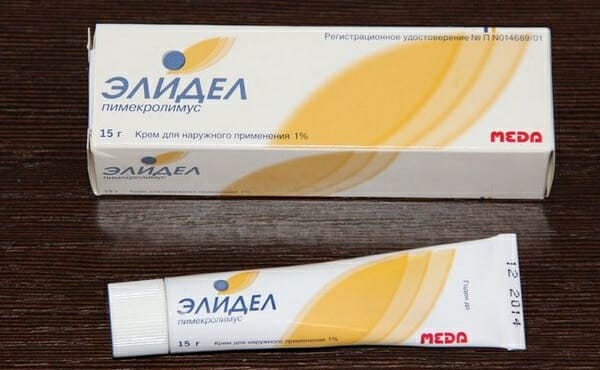 Регистрационное удостоверение № П N014689/01
ЭЛИДЕЛ
пимекролимус
15 г Крем для наружного применения 1%
MEDA
ЭЛИДЕЛ
пимекролимус
15 г Крем для наружного применения 1%
ЭЛИДЕЛ
пимекролимус
15 г Крем для наружного применения 1%
MEDA
Годен до
12 2014